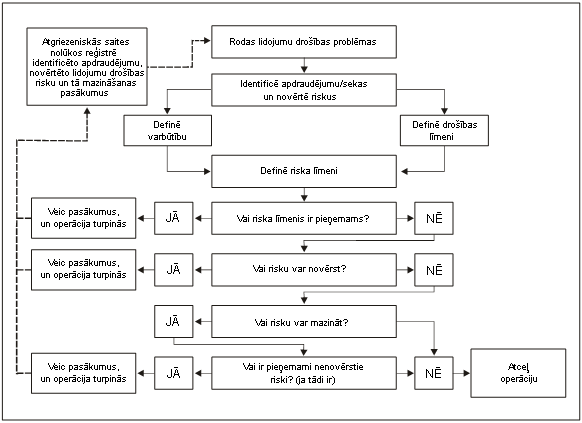 Atgriezeniskās saites
nolūkos reģistrē
identificēto apdraudējumu,
novērtēto lidojumu drošības
risku un tā mazināšanas
pasākumus
Rodas lidojumu drošības problēmas
Identificē apdraudējumu/sekas
un novērtē riskus
Definē
varbūtību
Definē drošības
līmeni
Definē riska līmeni
Veic pasākumus,
un operācija turpinās
JĀ
Vai riska līmenis ir pieņemams?
NĒ
Veic pasākumus,
un operācija turpinās
JĀ
Vai risku var novērst?
NĒ
JĀ
Vai risku var mazināt?
Veic pasākumus,
un operācija turpinās
JĀ
Vai ir pieņemami nenovērstie
riski? (ja tādi ir)
NĒ
Atceļ
operāciju